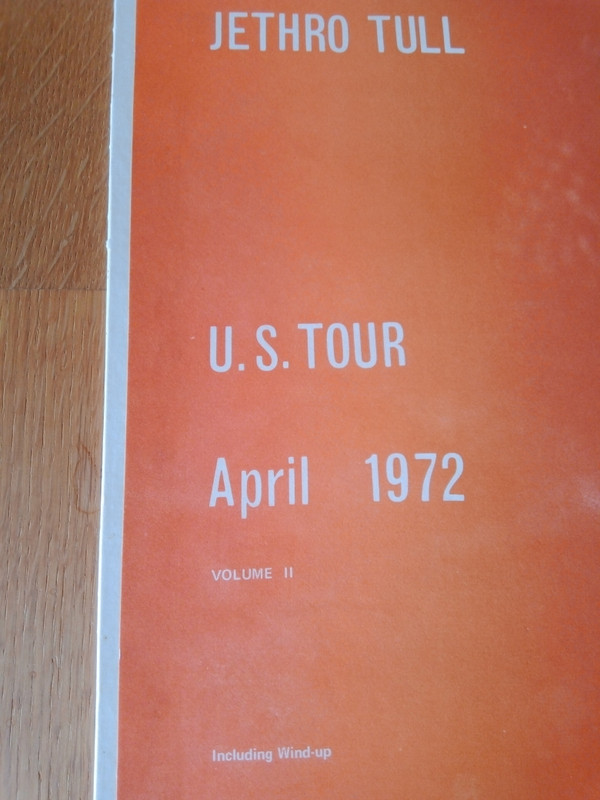 JETHRO TULL
U.S. TOUR
April 1972
VOLUME II
Including Wind-up